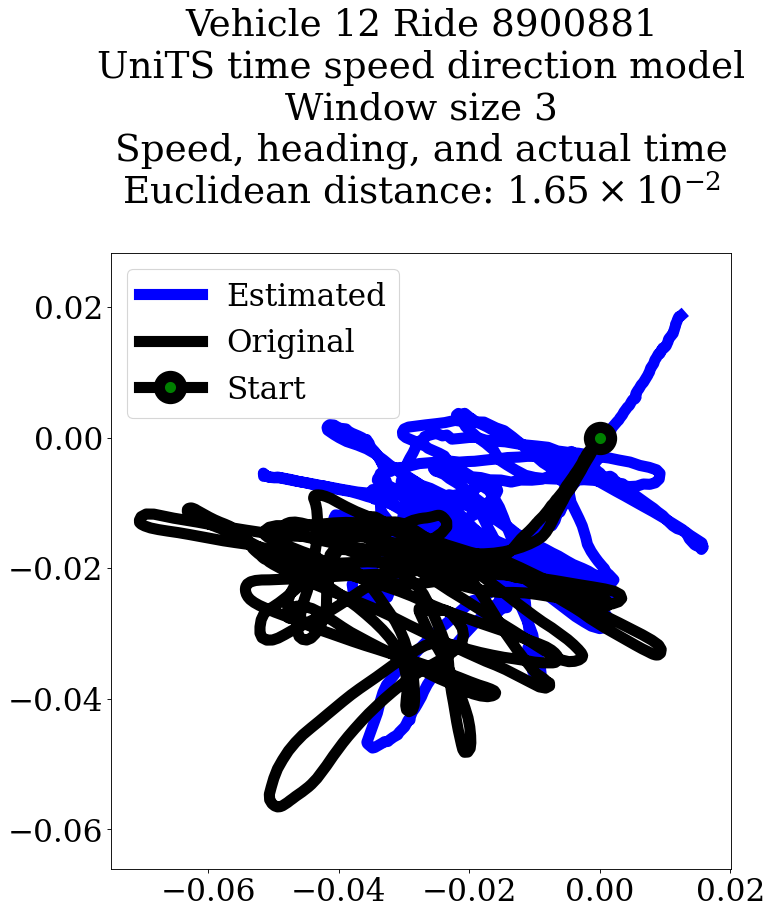 Vehicle 12 Ride 8900881
UniTS time speed direction model
Window size 3
Speed, heading, and actual time
Euclidean distance: 1.65 × 10⁻²
Estimated
Original
Start
0.02
0.00
−0.02
−0.04
−0.06
−0.06 −0.04 −0.02 0.00 0.02